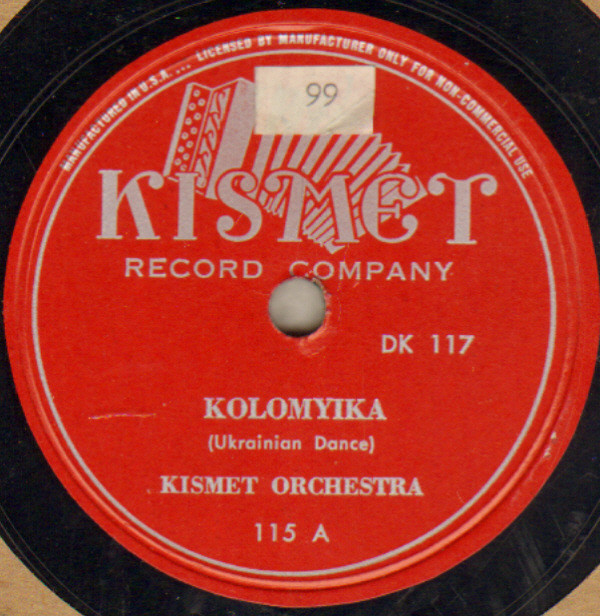 MANUFACTURED IN U.S.A.... LICENSED BY MANUFACTURER ONLY FOR NON-COMMERCIAL USE
99
KISMET
RECORD COMPANY
DK 117
KOLOMYIKA
(Ukrainian Dance)
KISMET ORCHESTRA
115 A